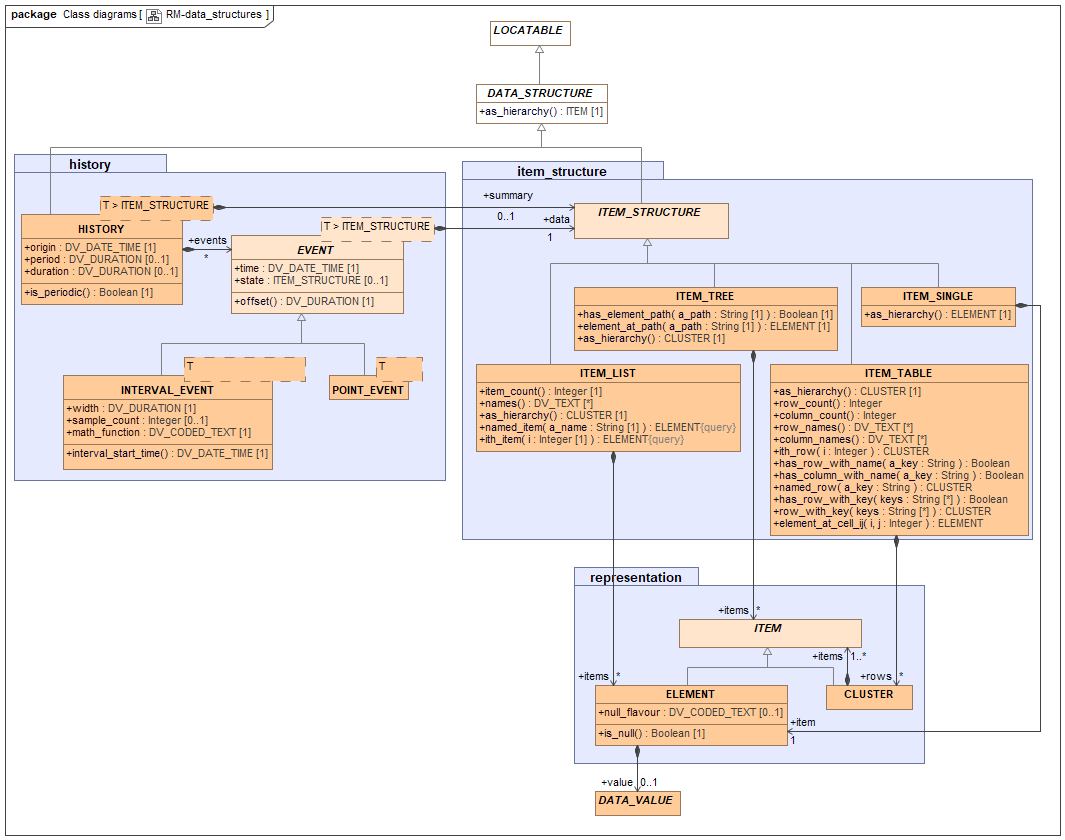 package Class diagrams [ RM-data_structures ]
LOCATABLE
DATA_STRUCTURE
+as_hierarchy() : ITEM [1]
history
T > ITEM_STRUCTURE
HISTORY
+origin : DV_DATE_TIME [1]
+period : DV_DURATION [0..1]
+duration : DV_DURATION [0..1]
+is_periodic() : Boolean [1]
+events
*
T > ITEM_STRUCTURE
EVENT
+time : DV_DATE_TIME [1]
+state : ITEM_STRUCTURE [0..1]
+offset() : DV_DURATION [1]
T
INTERVAL_EVENT
+width : DV_DURATION [1]
+sample_count : Integer [0..1]
+math_function : DV_CODED_TEXT [1]
+interval_start_time() : DV_DATE_TIME [1]
T
POINT_EVENT
item_structure
+summary
0..1
+data
1
ITEM_STRUCTURE
ITEM_TREE
+has_element_path( a_path : String [1] ) : Boolean [1]
+element_at_path( a_path : String [1] ) : ELEMENT [1]
+as_hierarchy() : CLUSTER [1]
ITEM_SINGLE
+as_hierarchy() : ELEMENT [1]
ITEM_LIST
+item_count() : Integer [1]
+names() : DV_TEXT [*]
+as_hierarchy() : CLUSTER [1]
+named_item( a_name : String [1] ) : ELEMENT{query}
+ith_item( i : Integer [1] ) : ELEMENT{query}
ITEM_TABLE
+as_hierarchy() : CLUSTER [1]
+row_count() : Integer
+column_count() : Integer
+row_names() : DV_TEXT [*]
+column_names() : DV_TEXT [*]
+ith_row( i : Integer ) : CLUSTER
+has_row_with_name( a_key : String ) : Boolean
+has_column_with_name( a_key : String ) : Boolean
+named_row( a_key : String ) : CLUSTER
+has_row_with_key( keys : String [*] ) : Boolean
+row_with_key( keys : String [*] ) : CLUSTER
+element_at_cell_ij( i, j : Integer ) : ELEMENT
representation
+items *
ITEM
+items 1..*
+items *
+rows *
ELEMENT
+null_flavour : DV_CODED_TEXT [0..1]
+is_null() : Boolean [1]
CLUSTER
+item
1
+value 0..1
DATA_VALUE